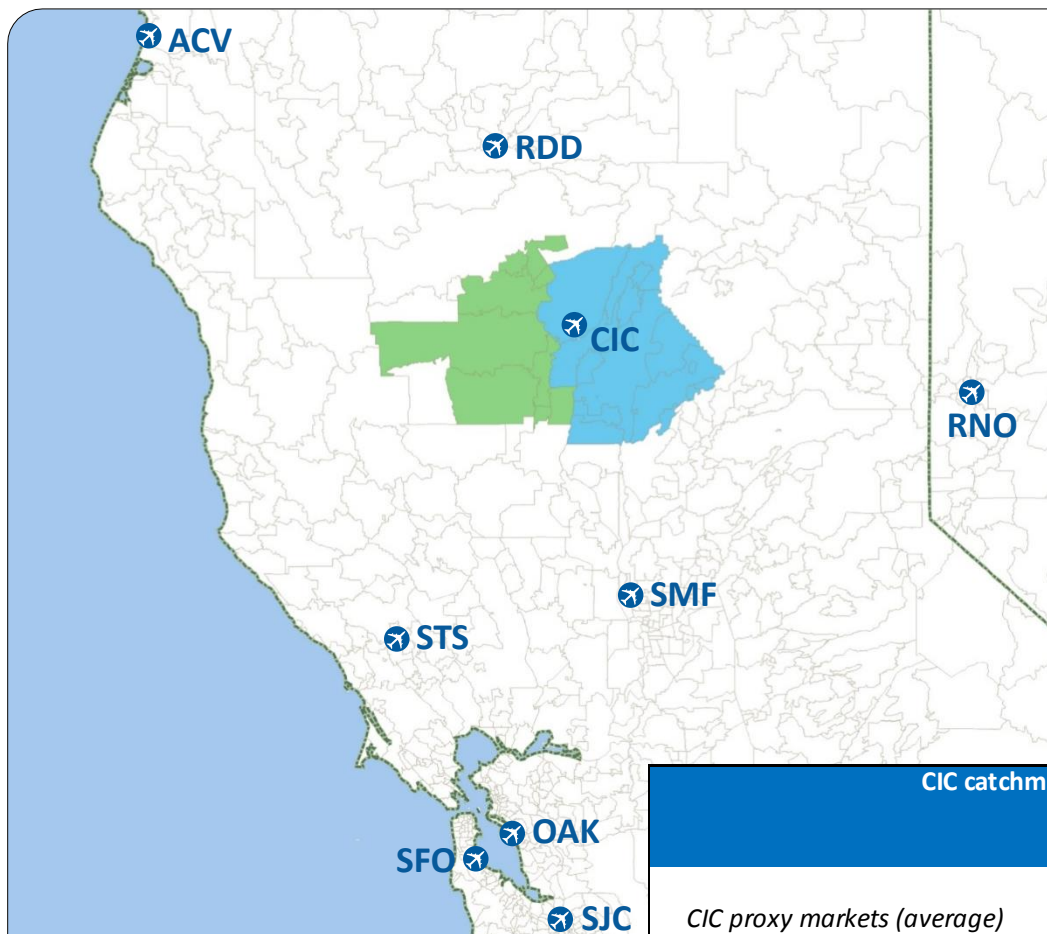 ACV
RDD
CIC
RNO
SMF
STS
OAK
SFO
SJC
CIC catchm
CIC proxy markets (average)